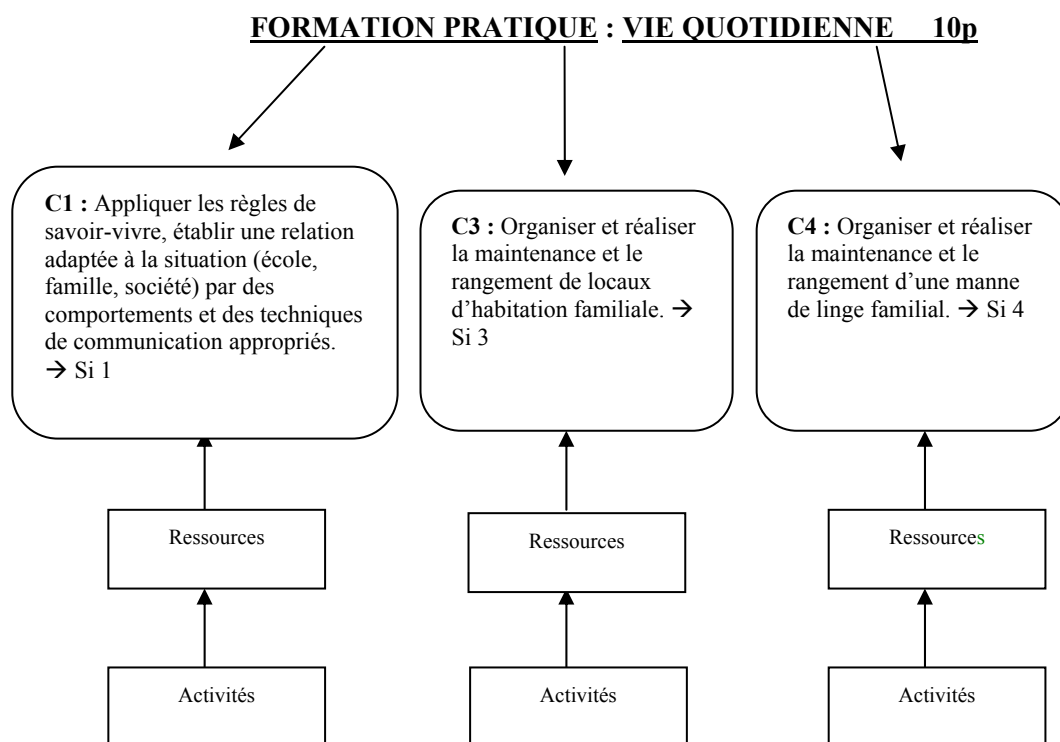 FORMATION PRATIQUE : VIE QUOTIDIENNE 10p
C1 : Appliquer les règles de
savoir-vivre, établir une relation
adaptée à la situation (école,
famille, société) par des
comportements et des techniques
de communication appropriés.
→ Si 1
C3 : Organiser et réaliser
la maintenance et le
rangement de locaux
d’habitation familiale. →
Si 3
C4 : Organiser et réaliser
la maintenance et le
rangement d’une manne
de linge familial. → Si 4
Ressources
Ressources
Ressources
Activités
Activités
Activités